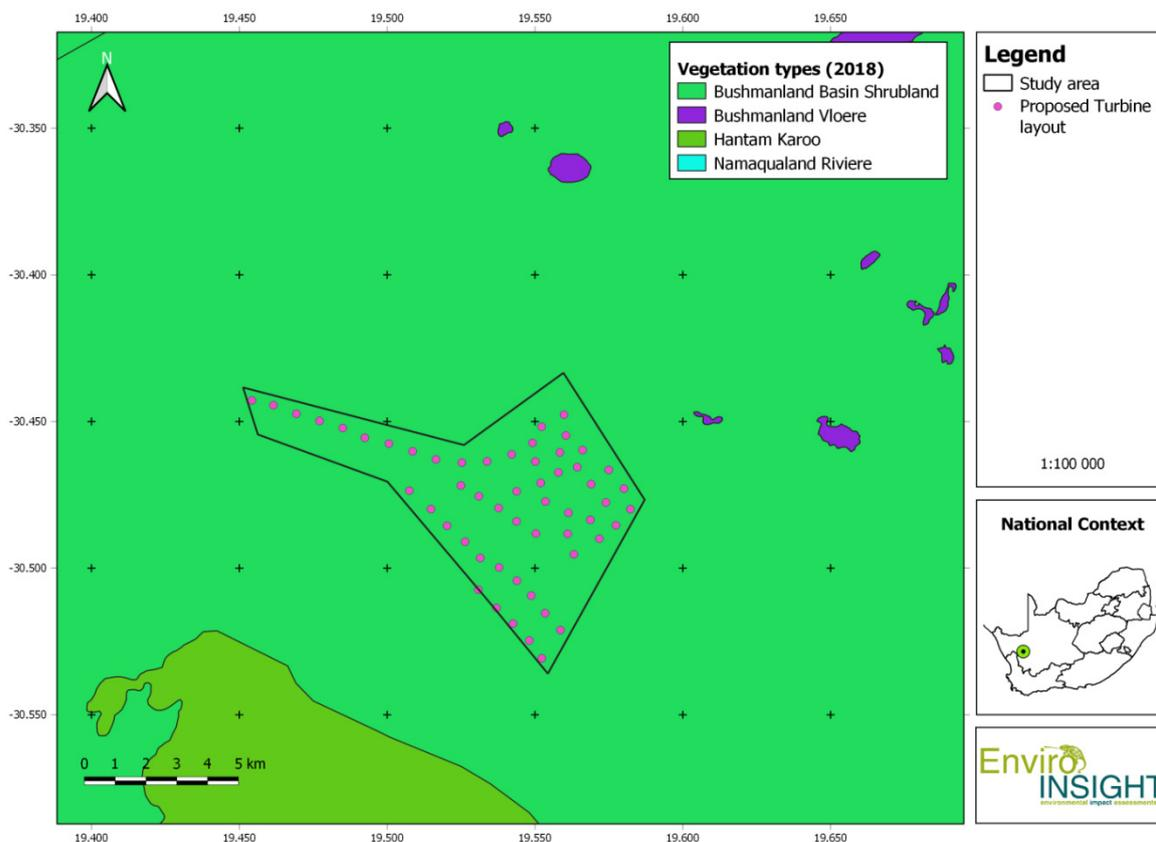 19.400 19.450 19.500 19.550 19.600 19.650
N
Vegetation types (2018)
Bushmanland Basin Shrubland
Bushmanland Vloere
Hantam Karoo
Namaqualand Riviere
Legend
Study area
Proposed Turbine
layout
1:100 000
-30.350
-30.400
-30.450
-30.500
-30.550
National Context
0 1 2 3 4 5 km
19.400 19.450 19.500 19.550 19.600 19.650
Enviro
INSIGHT
environmental impact assessments